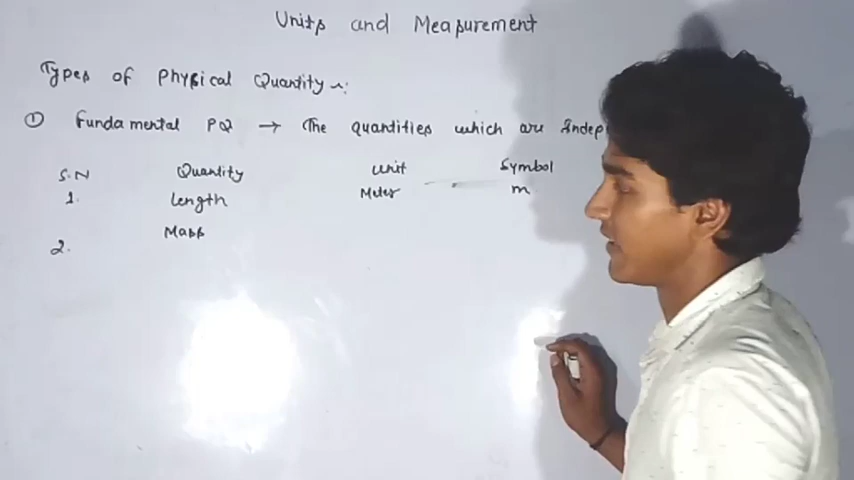 Units and Measurement
Types of Physical Quantity :
① Fundamental PQ → The quantities which are Indep
S.N Quantity Unit Symbol
1. Length Meter m
2. Mass